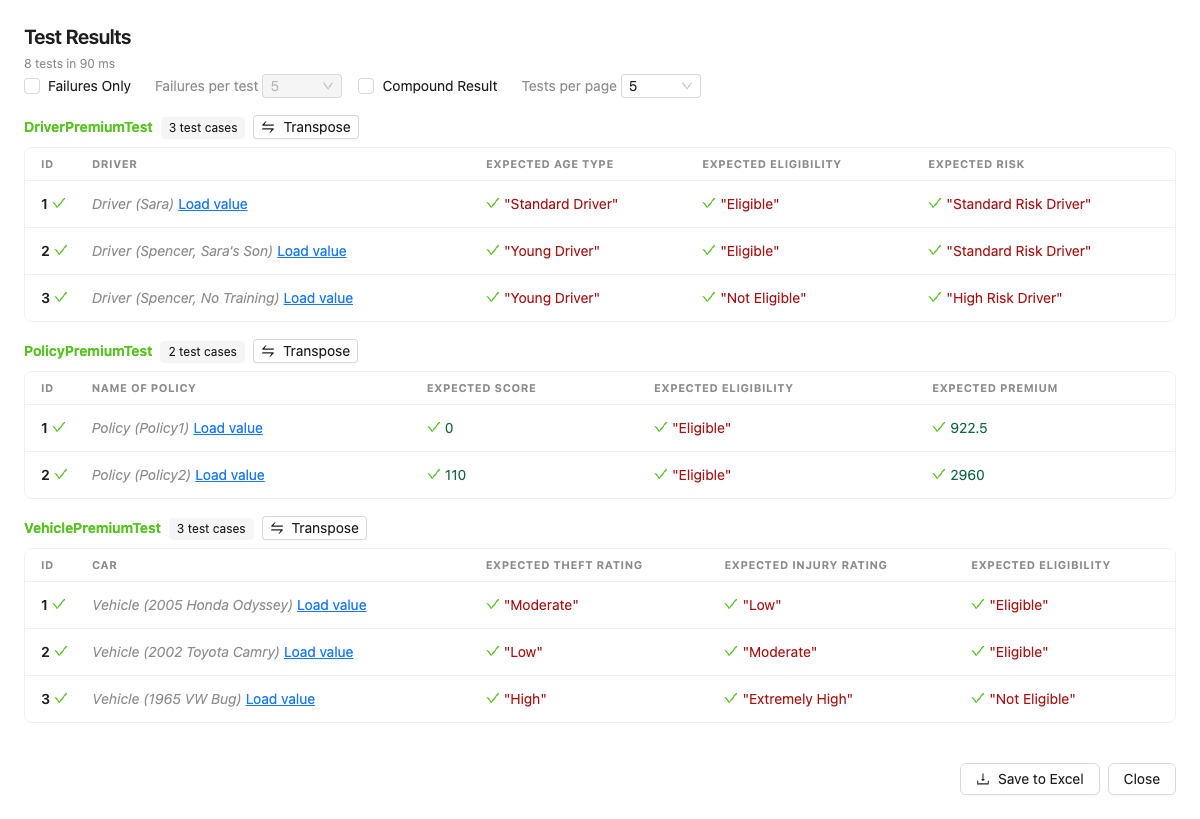 Test Results
8 tests in 90 ms
Failures Only Failures per test 5 Compound Result Tests per page 5
DriverPremiumTest 3 test cases Transpose
ID DRIVER EXPECTED AGE TYPE EXPECTED ELIGIBILITY EXPECTED RISK
1 Driver (Sara) Load value "Standard Driver" "Eligible" "Standard Risk Driver"
2 Driver (Spencer, Sara's Son) Load value "Young Driver" "Eligible" "Standard Risk Driver"
3 Driver (Spencer, No Training) Load value "Young Driver" "Not Eligible" "High Risk Driver"
PolicyPremiumTest 2 test cases Transpose
ID NAME OF POLICY EXPECTED SCORE EXPECTED ELIGIBILITY EXPECTED PREMIUM
1 Policy (Policy1) Load value 0 "Eligible" 922.5
2 Policy (Policy2) Load value 110 "Eligible" 2960
VehiclePremiumTest 3 test cases Transpose
ID CAR EXPECTED THEFT RATING EXPECTED INJURY RATING EXPECTED ELIGIBILITY
1 Vehicle (2005 Honda Odyssey) Load value "Moderate" "Low" "Eligible"
2 Vehicle (2002 Toyota Camry) Load value "Low" "Moderate" "Eligible"
3 Vehicle (1965 VW Bug) Load value "High" "Extremely High" "Not Eligible"
Save to Excel Close